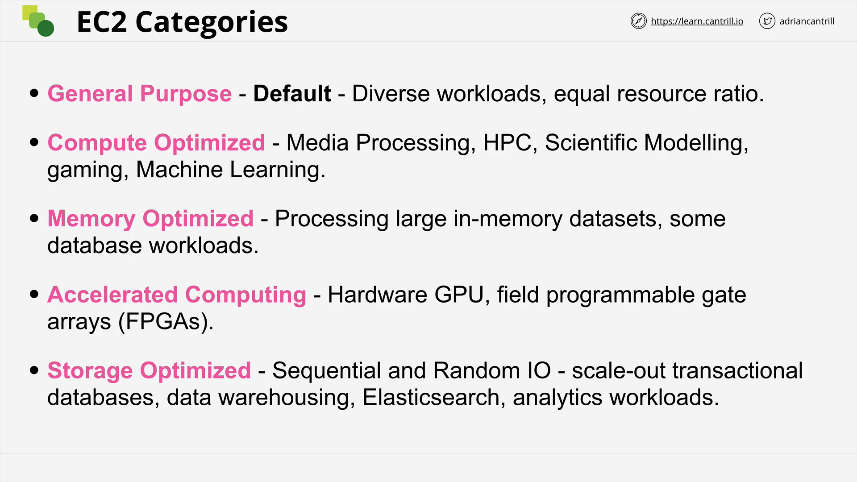 EC2 Categories
https://learn.cantrill.io
adriancantrill
• General Purpose - Default - Diverse workloads, equal resource ratio.
• Compute Optimized - Media Processing, HPC, Scientific Modelling,
gaming, Machine Learning.
• Memory Optimized - Processing large in-memory datasets, some
database workloads.
• Accelerated Computing - Hardware GPU, field programmable gate
arrays (FPGAs).
• Storage Optimized - Sequential and Random IO - scale-out transactional
databases, data warehousing, Elasticsearch, analytics workloads.